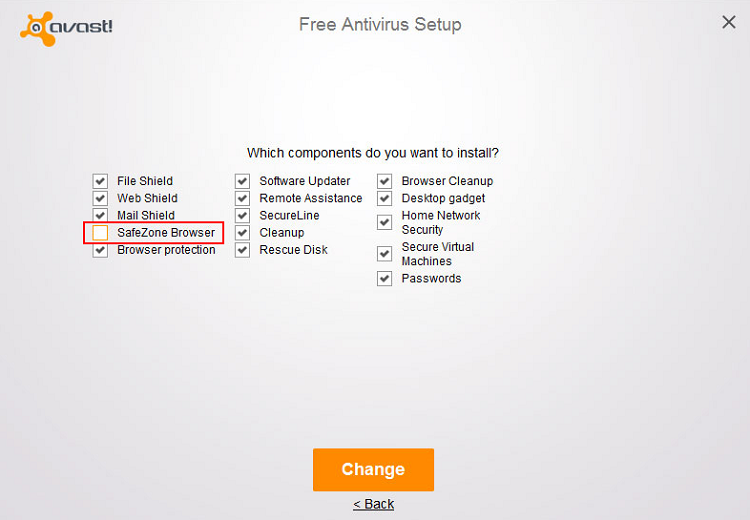 avast!
Free Antivirus Setup
Which components do you want to install?
File Shield
Web Shield
Mail Shield
SafeZone Browser
Browser protection
Software Updater
Remote Assistance
SecureLine
Cleanup
Rescue Disk
Browser Cleanup
Desktop gadget
Home Network
Security
Secure Virtual
Machines
Passwords
Change
< Back